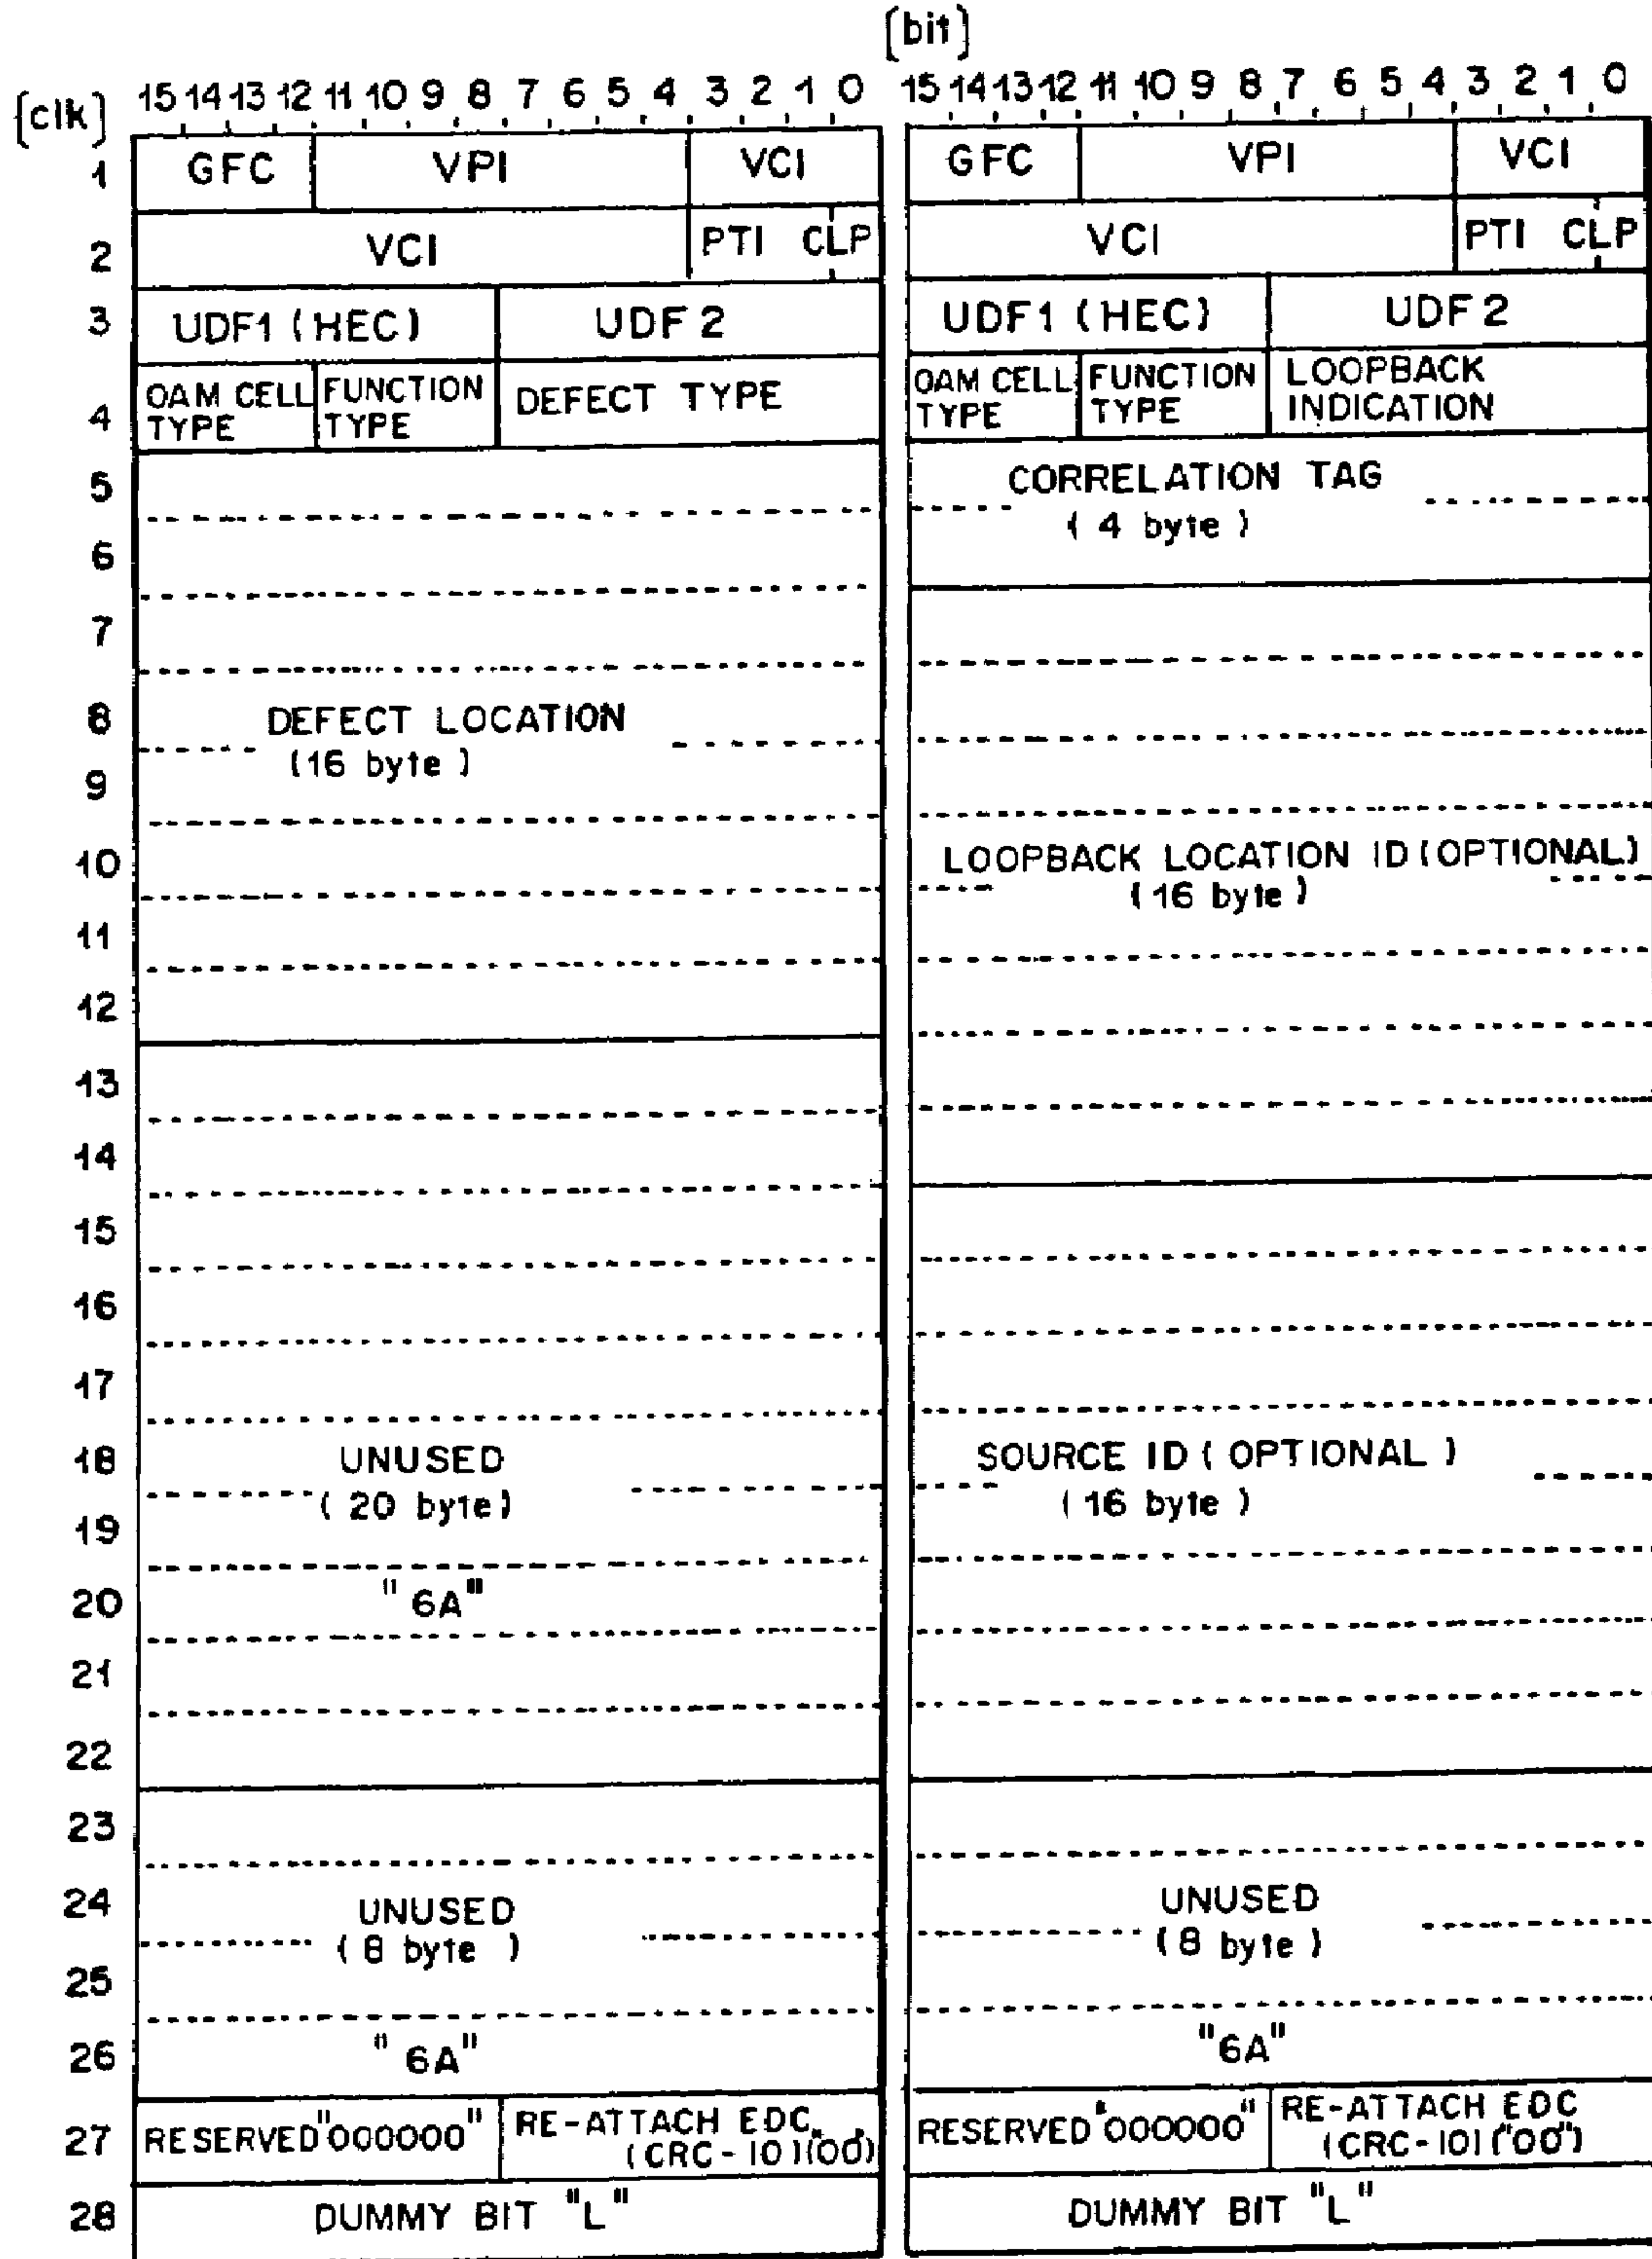 [bit]
[clk] 15 14 13 12 11 10 9 8 7 6 5 4 3 2 1 0 15 14 13 12 11 10 9 8 7 6 5 4 3 2 1 0
1 GFC VPI VCI GFC VPI VCI
2 VCI PTI CLP VCI PTI CLP
3 UDF1 (HEC) UDF 2 UDF1 (HEC) UDF 2
4 OAM CELL TYPE FUNCTION TYPE DEFECT TYPE OAM CELL TYPE FUNCTION TYPE LOOPBACK INDICATION
5 CORRELATION TAG
(4 byte)
6
7
8 DEFECT LOCATION
(16 byte)
9
10 LOOPBACK LOCATION ID (OPTIONAL)
(16 byte)
11
12
13
14
15
16
17
18 UNUSED SOURCE ID (OPTIONAL)
(20 byte) (16 byte)
19
20 "6A"
21
22
23
24 UNUSED UNUSED
(8 byte) (8 byte)
25
26 "6A" "6A"
27 RESERVED "000000" RE-ATTACH EDC (CRC-10) ("00") RESERVED "000000" RE-ATTACH EDC (CRC-10) ("00")
28 DUMMY BIT "L" DUMMY BIT "L"